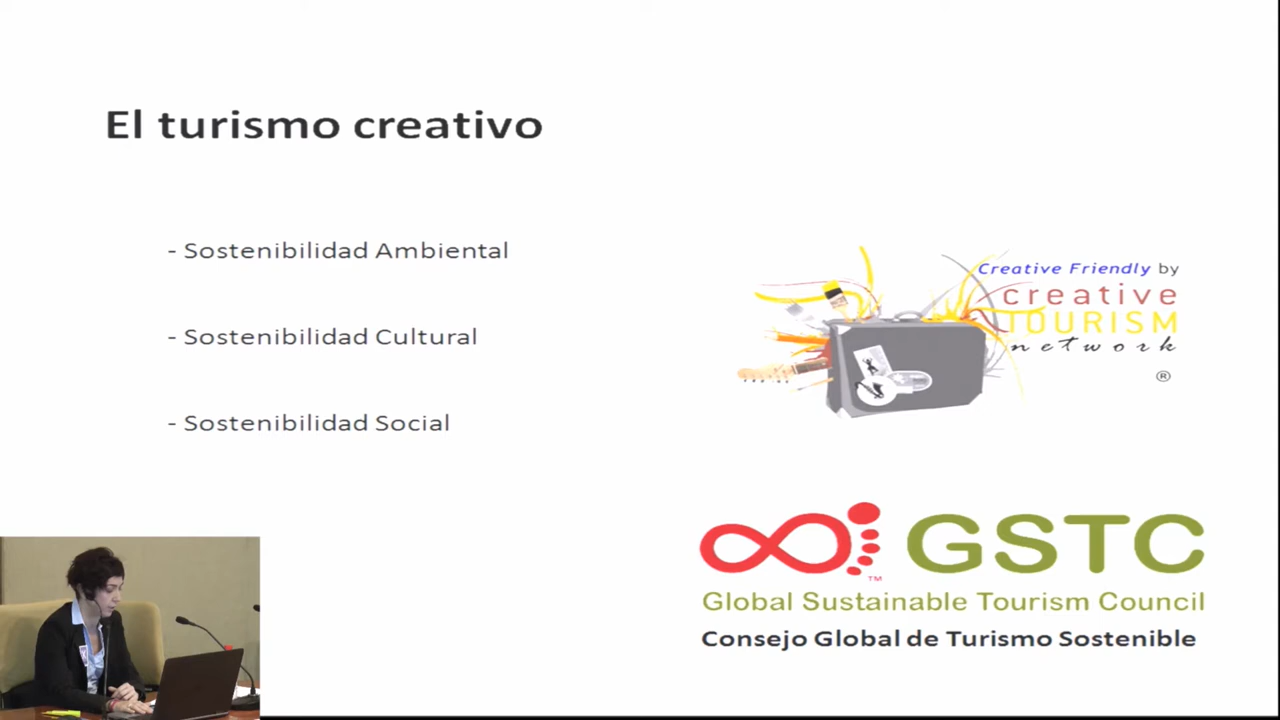 El turismo creativo
- Sostenibilidad Ambiental
- Sostenibilidad Cultural
- Sostenibilidad Social
Creative Friendly by
creative
TOURISM
network
®
GSTC
TM
Global Sustainable Tourism Council
Consejo Global de Turismo Sostenible